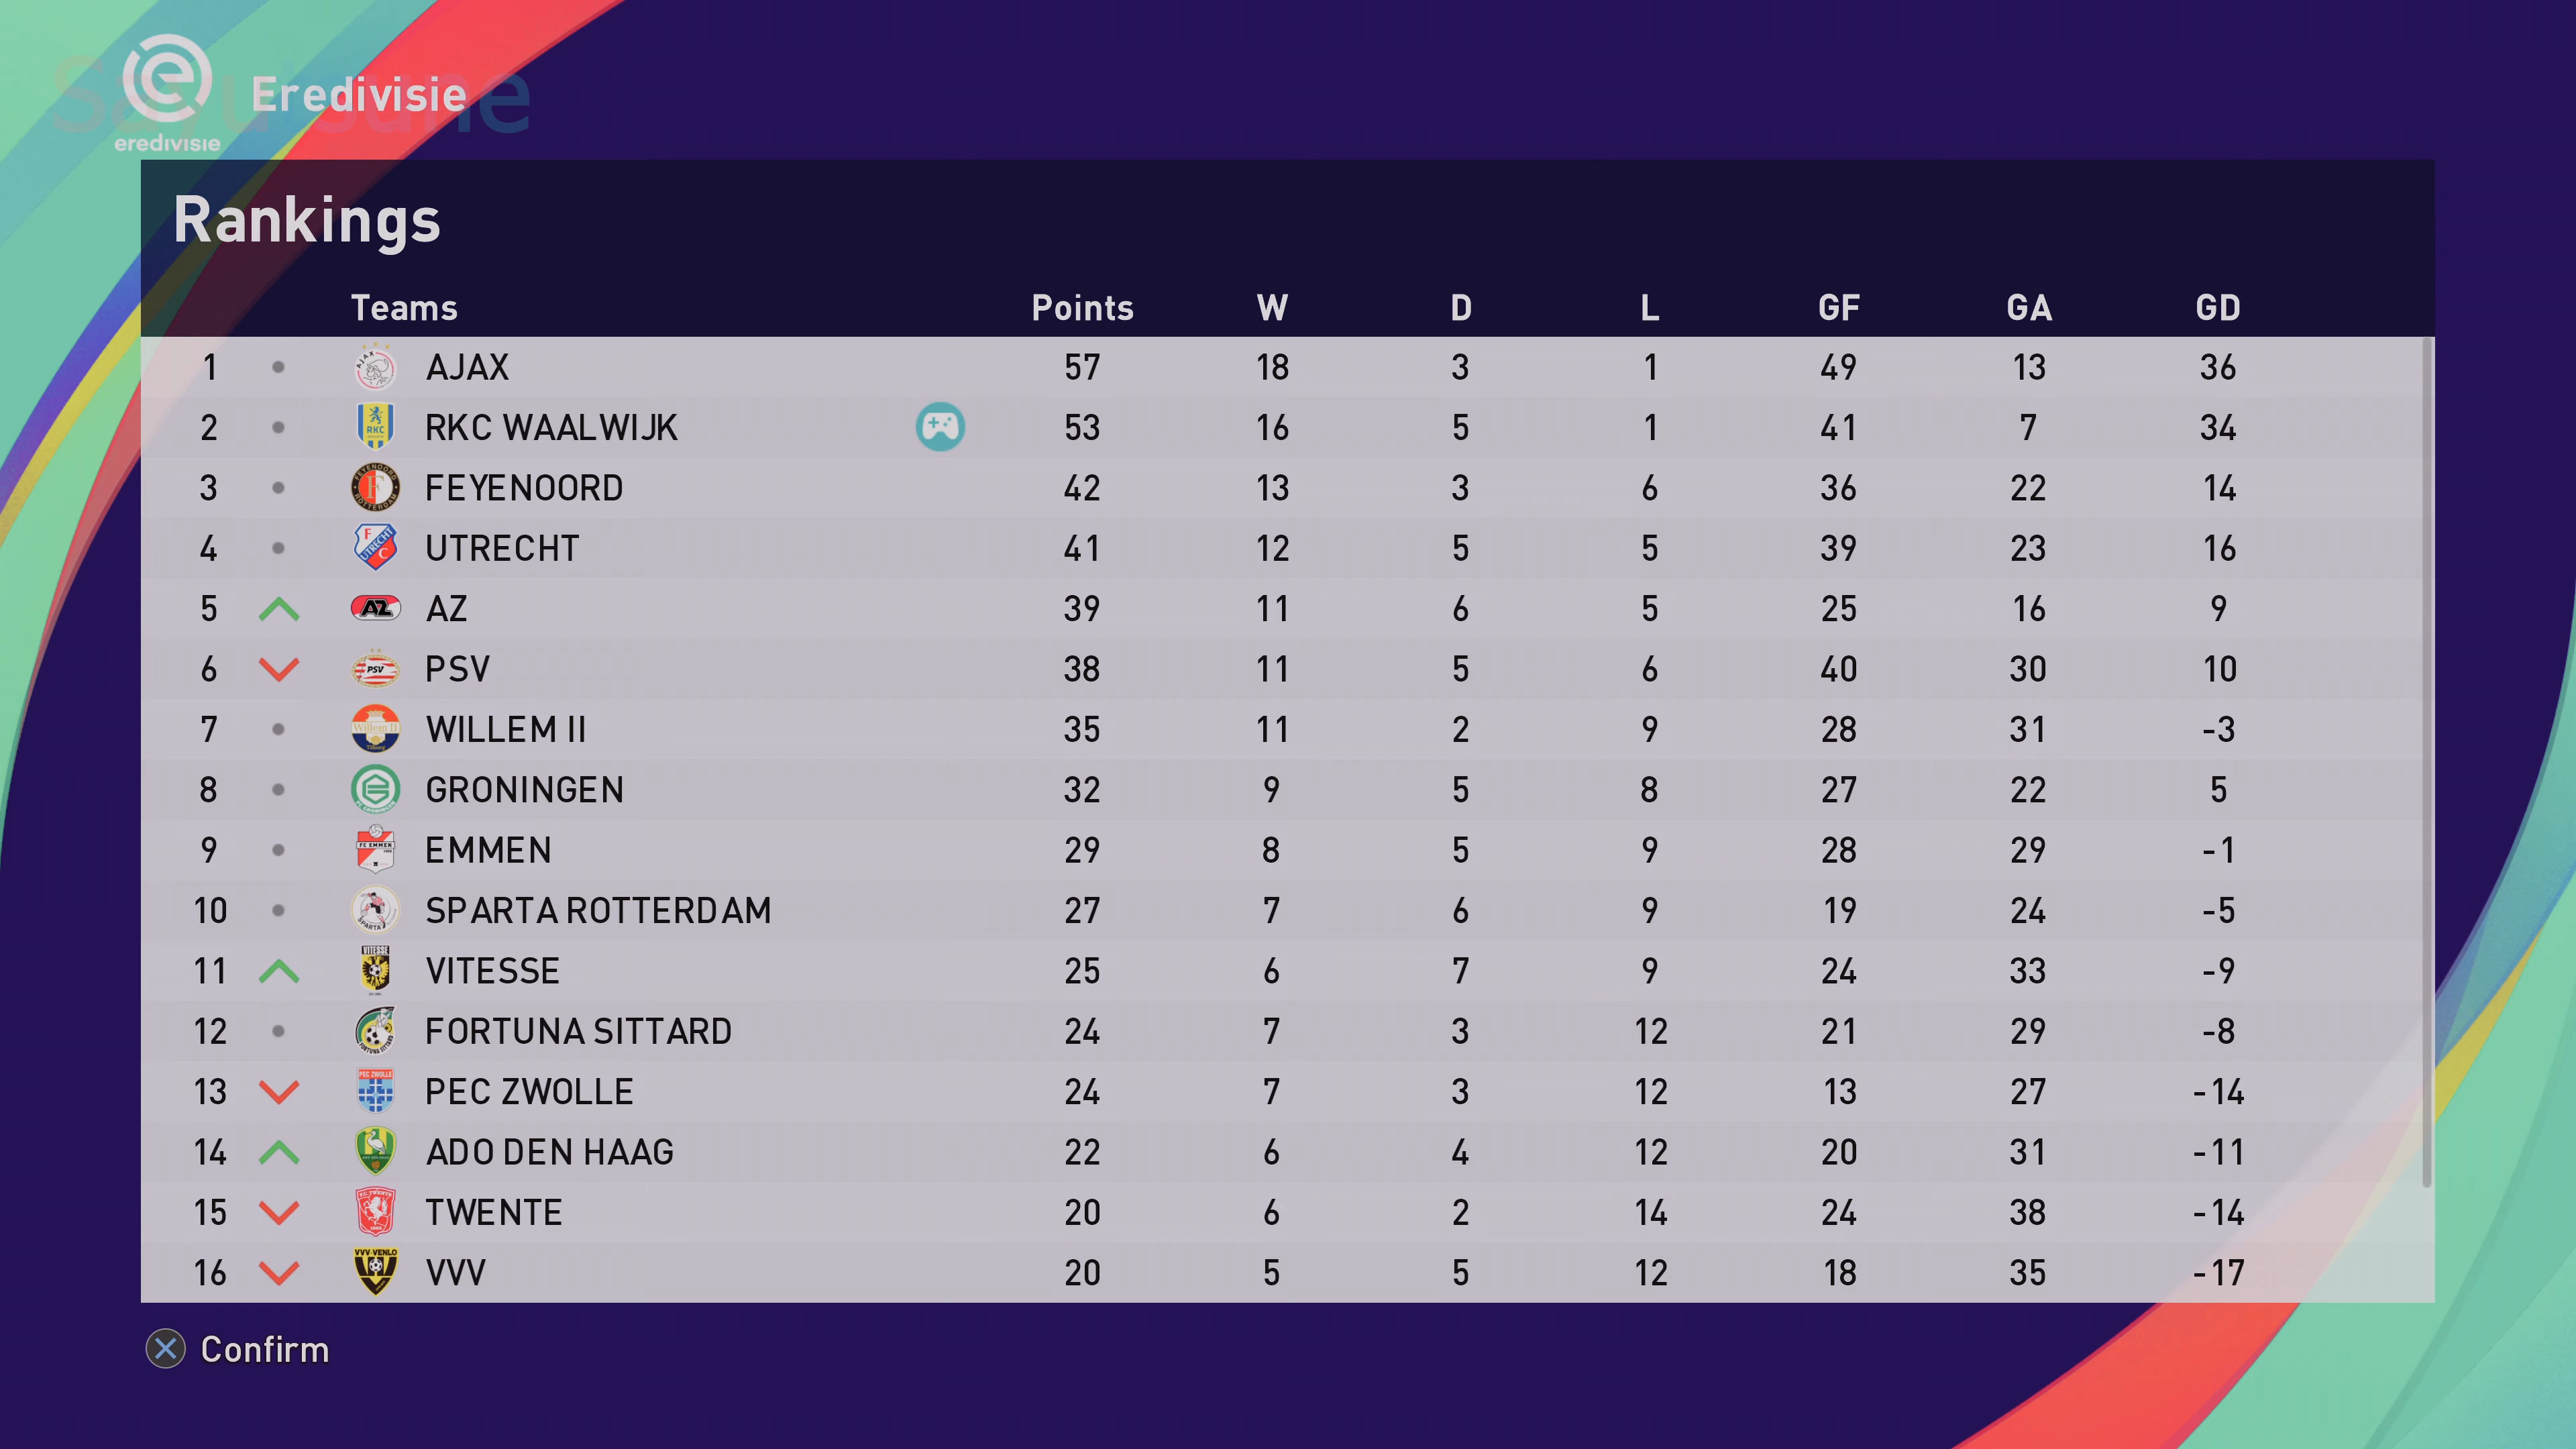 Eredivisie
eredivisie
Rankings
Teams Points W D L GF GA GD
1 AJAX 57 18 3 1 49 13 36
2 RKC WAALWIJK 53 16 5 1 41 7 34
3 FEYENOORD 42 13 3 6 36 22 14
4 UTRECHT 41 12 5 5 39 23 16
5 AZ 39 11 6 5 25 16 9
6 PSV 38 11 5 6 40 30 10
7 WILLEM II 35 11 2 9 28 31 -3
8 GRONINGEN 32 9 5 8 27 22 5
9 EMMEN 29 8 5 9 28 29 -1
10 SPARTA ROTTERDAM 27 7 6 9 19 24 -5
11 VITESSE 25 6 7 9 24 33 -9
12 FORTUNA SITTARD 24 7 3 12 21 29 -8
13 PEC ZWOLLE 24 7 3 12 13 27 -14
14 ADO DEN HAAG 22 6 4 12 20 31 -11
15 TWENTE 20 6 2 14 24 38 -14
16 VVV 20 5 5 12 18 35 -17
Confirm